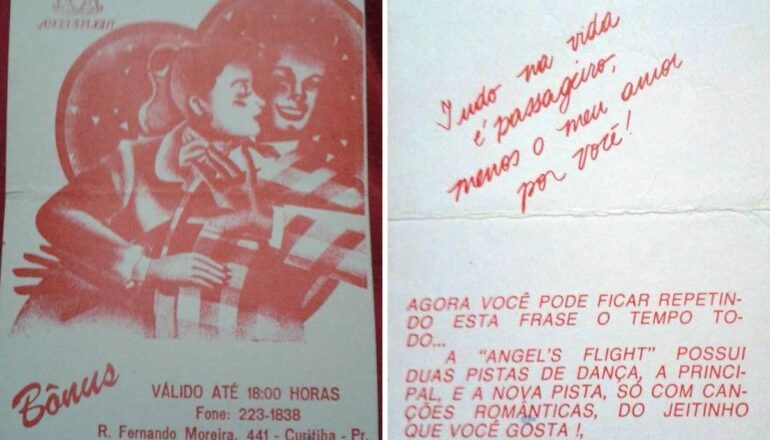 ANGEL'S FLIGHT
Bônus
VÁLIDO ATÉ 18:00 HORAS
Fone: 223-1838
R. Fernando Moreira, 441 - Curitiba - Pr.
Tudo na vida
é passageiro,
menos o meu amor
por você!
AGORA VOCÊ PODE FICAR REPETIN-
DO ESTA FRASE O TEMPO TO-
DO...
A "ANGEL'S FLIGHT" POSSUI
DUAS PISTAS DE DANÇA, A PRINCI-
PAL, E A NOVA PISTA, SÓ COM CAN-
ÇÕES ROMÂNTICAS, DO JEITINHO
QUE VOCÊ GOSTA !,